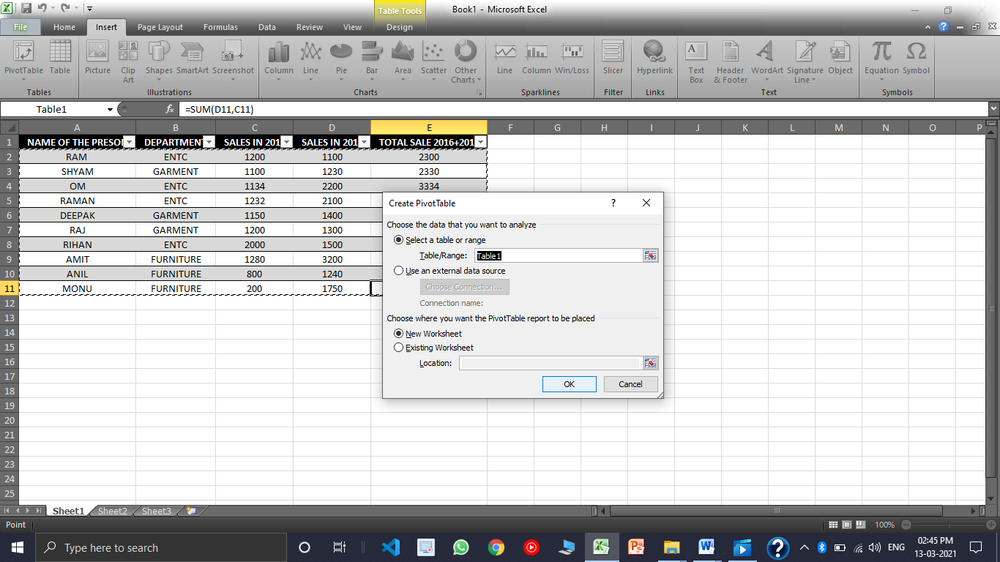 Table Tools
Book1 - Microsoft Excel
File Home Insert Page Layout Formulas Data Review View Design
PivotTable Table Picture Clip Art Shapes SmartArt Screenshot Column Line Pie Bar Area Scatter Other Charts Line Column Win/Loss Slicer Hyperlink Text Box Header & Footer WordArt Signature Line Object Equation Symbol
Tables Illustrations Charts Sparklines Filter Links Text Symbols
Table1 fx =SUM(D11,C11)
A B C D E F G H I J K L M N O P
1 NAME OF THE PRESO DEPARTMENT SALES IN 201 SALES IN 201 TOTAL SALE 2016+201
2 RAM ENTC 1200 1100 2300
3 SHYAM GARMENT 1100 1230 2330
4 OM ENTC 1134 2200 3334
5 RAMAN ENTC 1232 2100
6 DEEPAK GARMENT 1150 1400
7 RAJ GARMENT 1200 1300
8 RIHAN ENTC 2000 1500
9 AMIT FURNITURE 1280 3200
10 ANIL FURNITURE 800 1240
11 MONU FURNITURE 200 1750
12
13
14
15
16
17
18
19
20
21
22
23
24
25
Create PivotTable ?
Choose the data that you want to analyze
Select a table or range
Table/Range: Table1
Use an external data source
Choose Connection...
Connection name:
Choose where you want the PivotTable report to be placed
New Worksheet
Existing Worksheet
Location:
OK Cancel
Sheet1 Sheet2 Sheet3
Point 100%
Type here to search
ENG
02:45 PM
13-03-2021